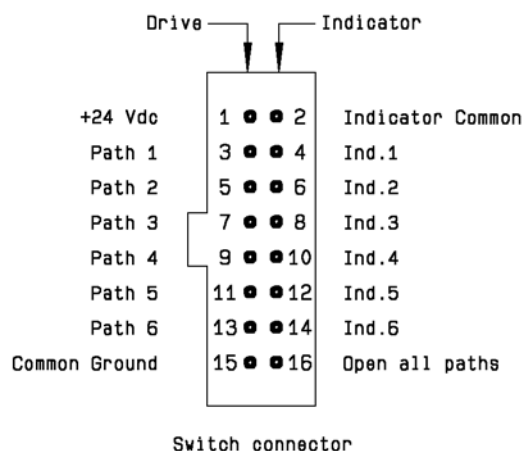 Drive Indicator
+24 Vdc 1 2 Indicator Common
Path 1 3 4 Ind.1
Path 2 5 6 Ind.2
Path 3 7 8 Ind.3
Path 4 9 10 Ind.4
Path 5 11 12 Ind.5
Path 6 13 14 Ind.6
Common Ground 15 16 Open all paths
Switch connector